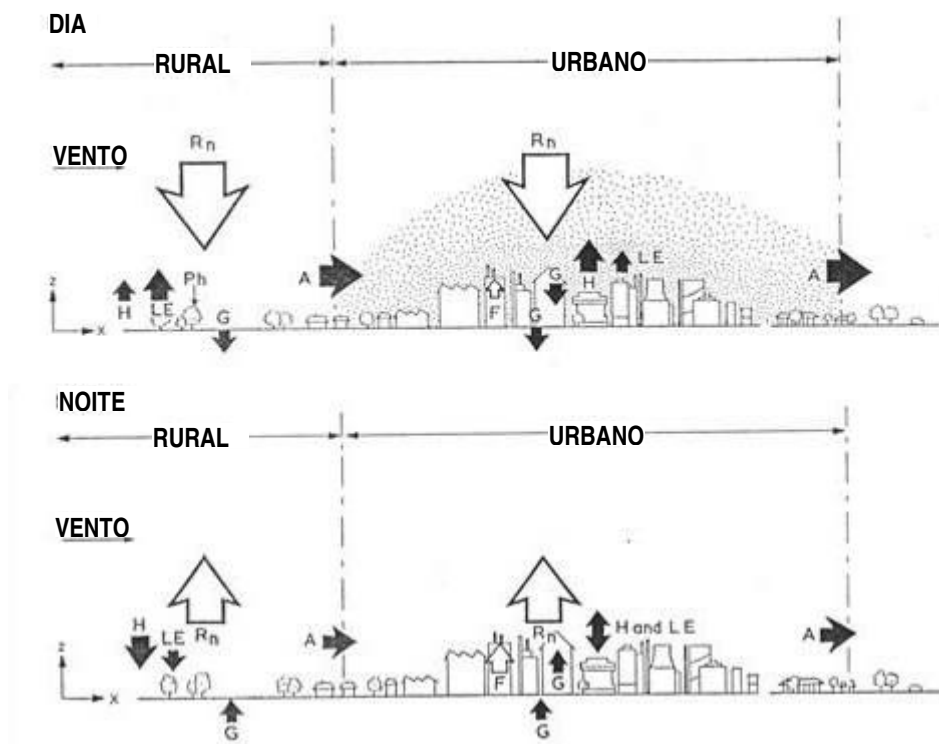 DIA
RURAL URBANO
VENTO Rn Rn
A G LE A
Ph H
H LE G F G
z
x
NOITE
RURAL URBANO
VENTO
H LE Rn A Rn H and LE A
F G
z
x
G G